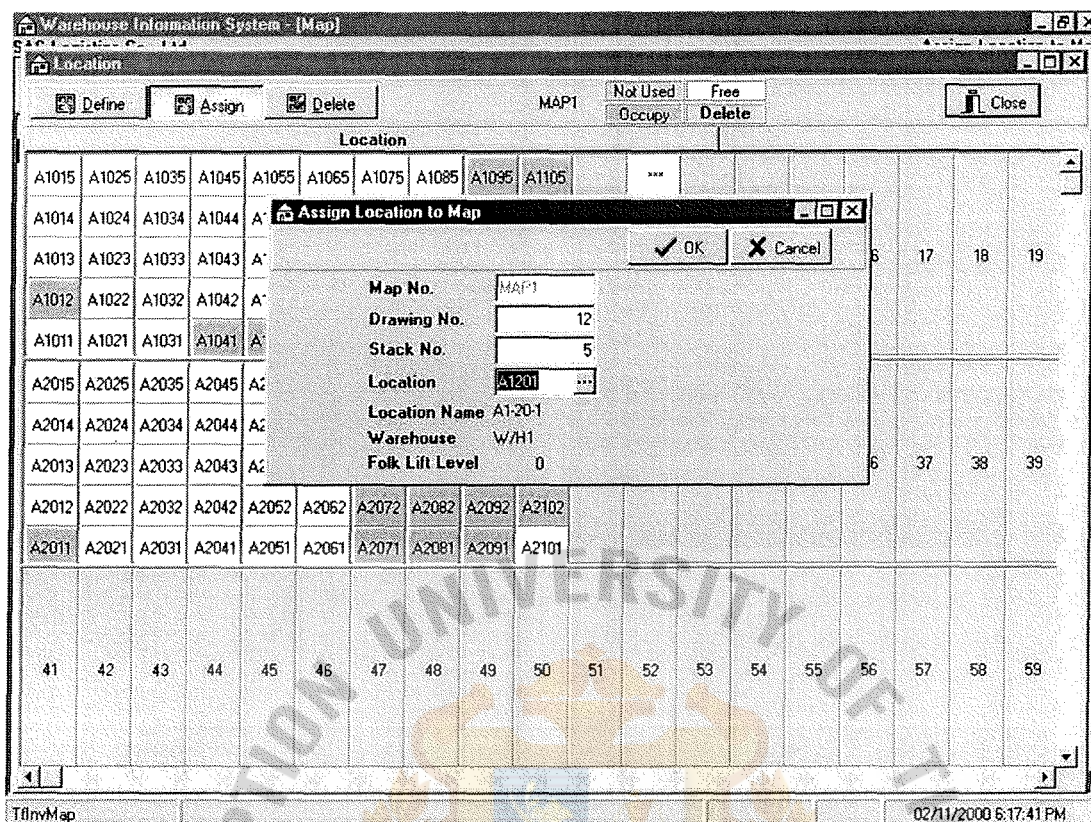 Warehouse Information System - [Map]
Location
Define Assign Delete MAP1 Not Used Free Close
Occupy Delete
Location
A1015 A1025 A1035 A1045 A1055 A1065 A1075 A1085 A1095 A1105 ***
A1014 A1024 A1034 A1044 Assign Location to Map
OK Cancel
A1013 A1023 A1033 A1043 17 18 19
A1012 A1022 A1032 A1042 Map No. MAP1
Drawing No. 12
A1011 A1021 A1031 A1041 Stack No. 5
A2015 A2025 A2035 A2045 Location A1201 ...
A2014 A2024 A2034 A2044 Location Name A1-20-1
Warehouse W/H1
A2013 A2023 A2033 A2043 Folk Lift Level 0 37 38 39
A2012 A2022 A2032 A2042 A2052 A2062 A2072 A2082 A2092 A2102
A2011 A2021 A2031 A2041 A2051 A2061 A2071 A2081 A2091 A2101
UNIVERSITY OF
41 42 43 44 45 46 47 48 49 50 51 52 53 54 55 56 57 58 59
TfInvMap 02/11/2000 6:17:41 PM